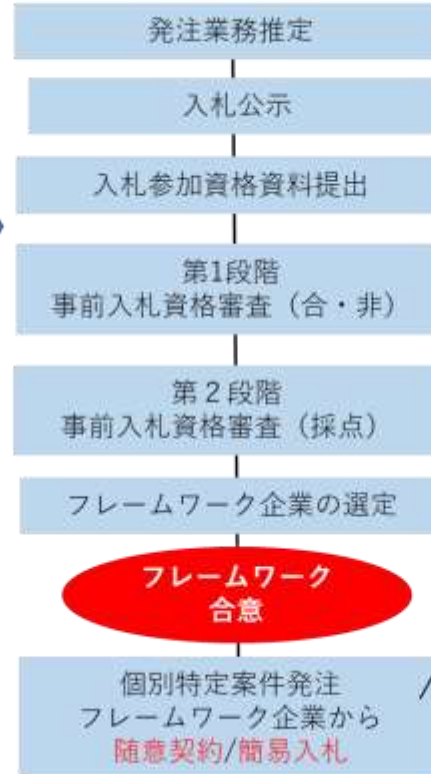 発注業務推定
入札公示
入札参加資格資料提出
第1段階
事前入札資格審査（合・非）
第２段階
事前入札資格審査（採点）
フレームワーク企業の選定
フレームワーク
合意
個別特定案件発注
フレームワーク企業から
随意契約/簡易入札